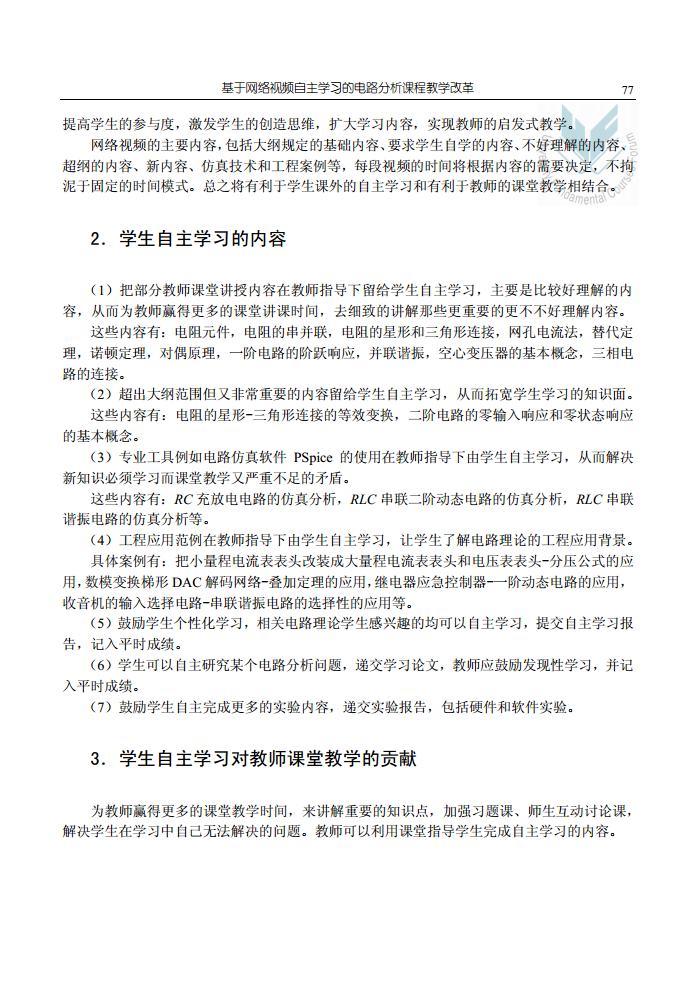 基于网络视频自主学习的电路分析课程教学改革 77
提高学生的参与度，激发学生的创造思维，扩大学习内容，实现教师的启发式教学。
网络视频的主要内容，包括大纲规定的基础内容、要求学生自学的内容、不好理解的内容、
超纲的内容、新内容、仿真技术和工程案例等，每段视频的时间将根据内容的需要决定，不拘
泥于固定的时间模式。总之将有利于学生课外的自主学习和有利于教师的课堂教学相结合。
2．学生自主学习的内容
（1）把部分教师课堂讲授内容在教师指导下留给学生自主学习，主要是比较好理解的内
容，从而为教师赢得更多的课堂讲课时间，去细致的讲解那些更重要的更不不好理解内容。
这些内容有：电阻元件，电阻的串并联，电阻的星形和三角形连接，网孔电流法，替代定
理，诺顿定理，对偶原理，一阶电路的阶跃响应，并联谐振，空心变压器的基本概念，三相电
路的连接。
（2）超出大纲范围但又非常重要的内容留给学生自主学习，从而拓宽学生学习的知识面。
这些内容有：电阻的星形-三角形连接的等效变换，二阶电路的零输入响应和零状态响应
的基本概念。
（3）专业工具例如电路仿真软件 PSpice 的使用在教师指导下由学生自主学习，从而解决
新知识必须学习而课堂教学又严重不足的矛盾。
这些内容有：RC 充放电电路的仿真分析，RLC 串联二阶动态电路的仿真分析，RLC 串联
谐振电路的仿真分析等。
（4）工程应用范例在教师指导下由学生自主学习，让学生了解电路理论的工程应用背景。
具体案例有：把小量程电流表表头改装成大量程电流表表头和电压表表头-分压公式的应
用，数模变换梯形 DAC 解码网络-叠加定理的应用，继电器应急控制器-一阶动态电路的应用，
收音机的输入选择电路-串联谐振电路的选择性的应用等。
（5）鼓励学生个性化学习，相关电路理论学生感兴趣的均可以自主学习，提交自主学习报
告，记入平时成绩。
（6）学生可以自主研究某个电路分析问题，递交学习论文，教师应鼓励发现性学习，并记
入平时成绩。
（7）鼓励学生自主完成更多的实验内容，递交实验报告，包括硬件和软件实验。
3．学生自主学习对教师课堂教学的贡献
为教师赢得更多的课堂教学时间，来讲解重要的知识点，加强习题课、师生互动讨论课，
解决学生在学习中自己无法解决的问题。教师可以利用课堂指导学生完成自主学习的内容。